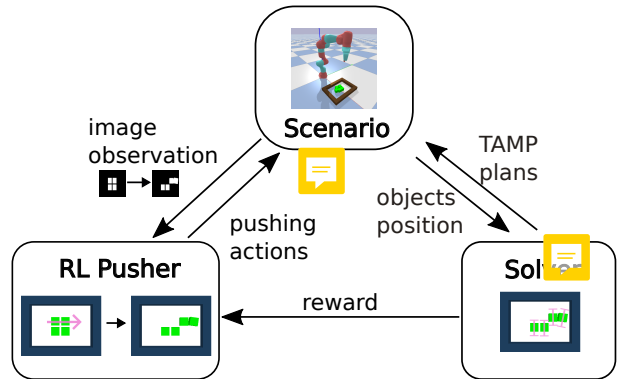 Scenario
image
observation
TAMP
plans
objects
position
pushing
actions
RL Pusher
reward